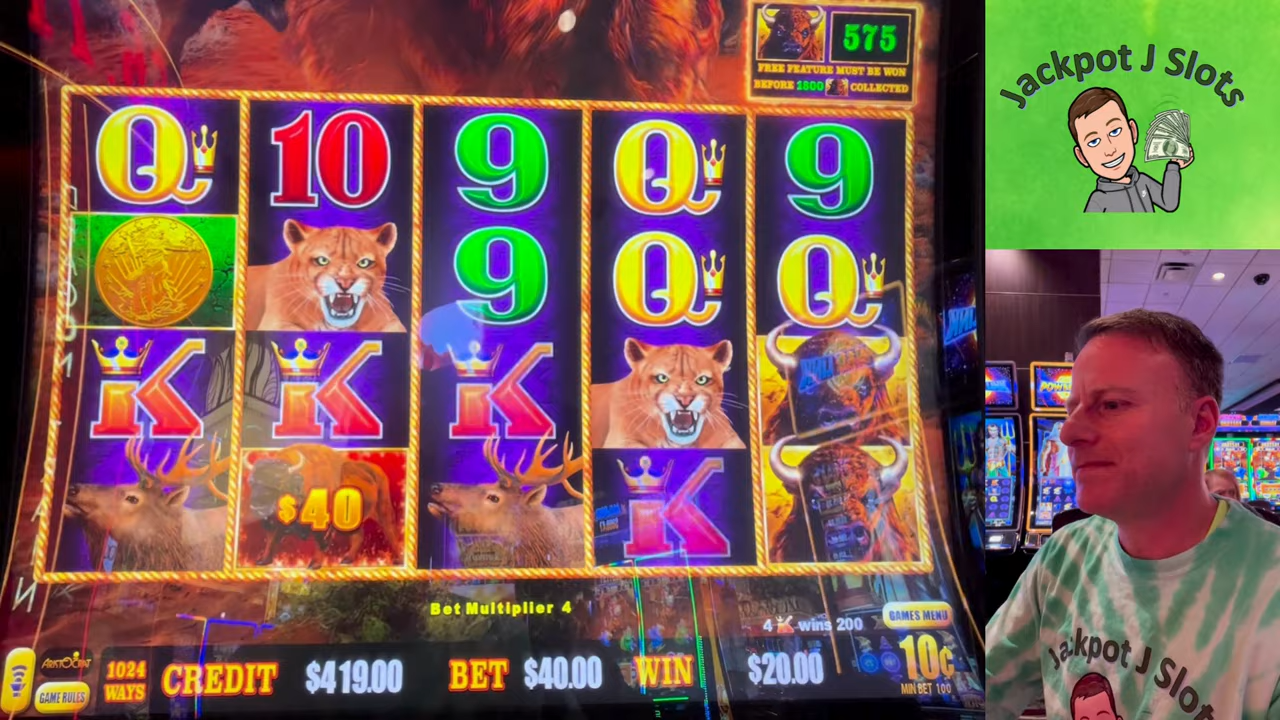 575
FREE FEATURE MUST BE WON
BEFORE 1800 COLLECTED
Jackpot J Slots
Q 10 9 Q 9
9 Q Q
K K K
$40 K
Bet Multiplier 4
4 K wins 200
GAMES MENU
ARISTOCRAT
GAME RULES
1024 WAYS
CREDIT $419.00 BET $40.00 WIN $20.00
10¢
MIN BET 100
Jackpot J Slots